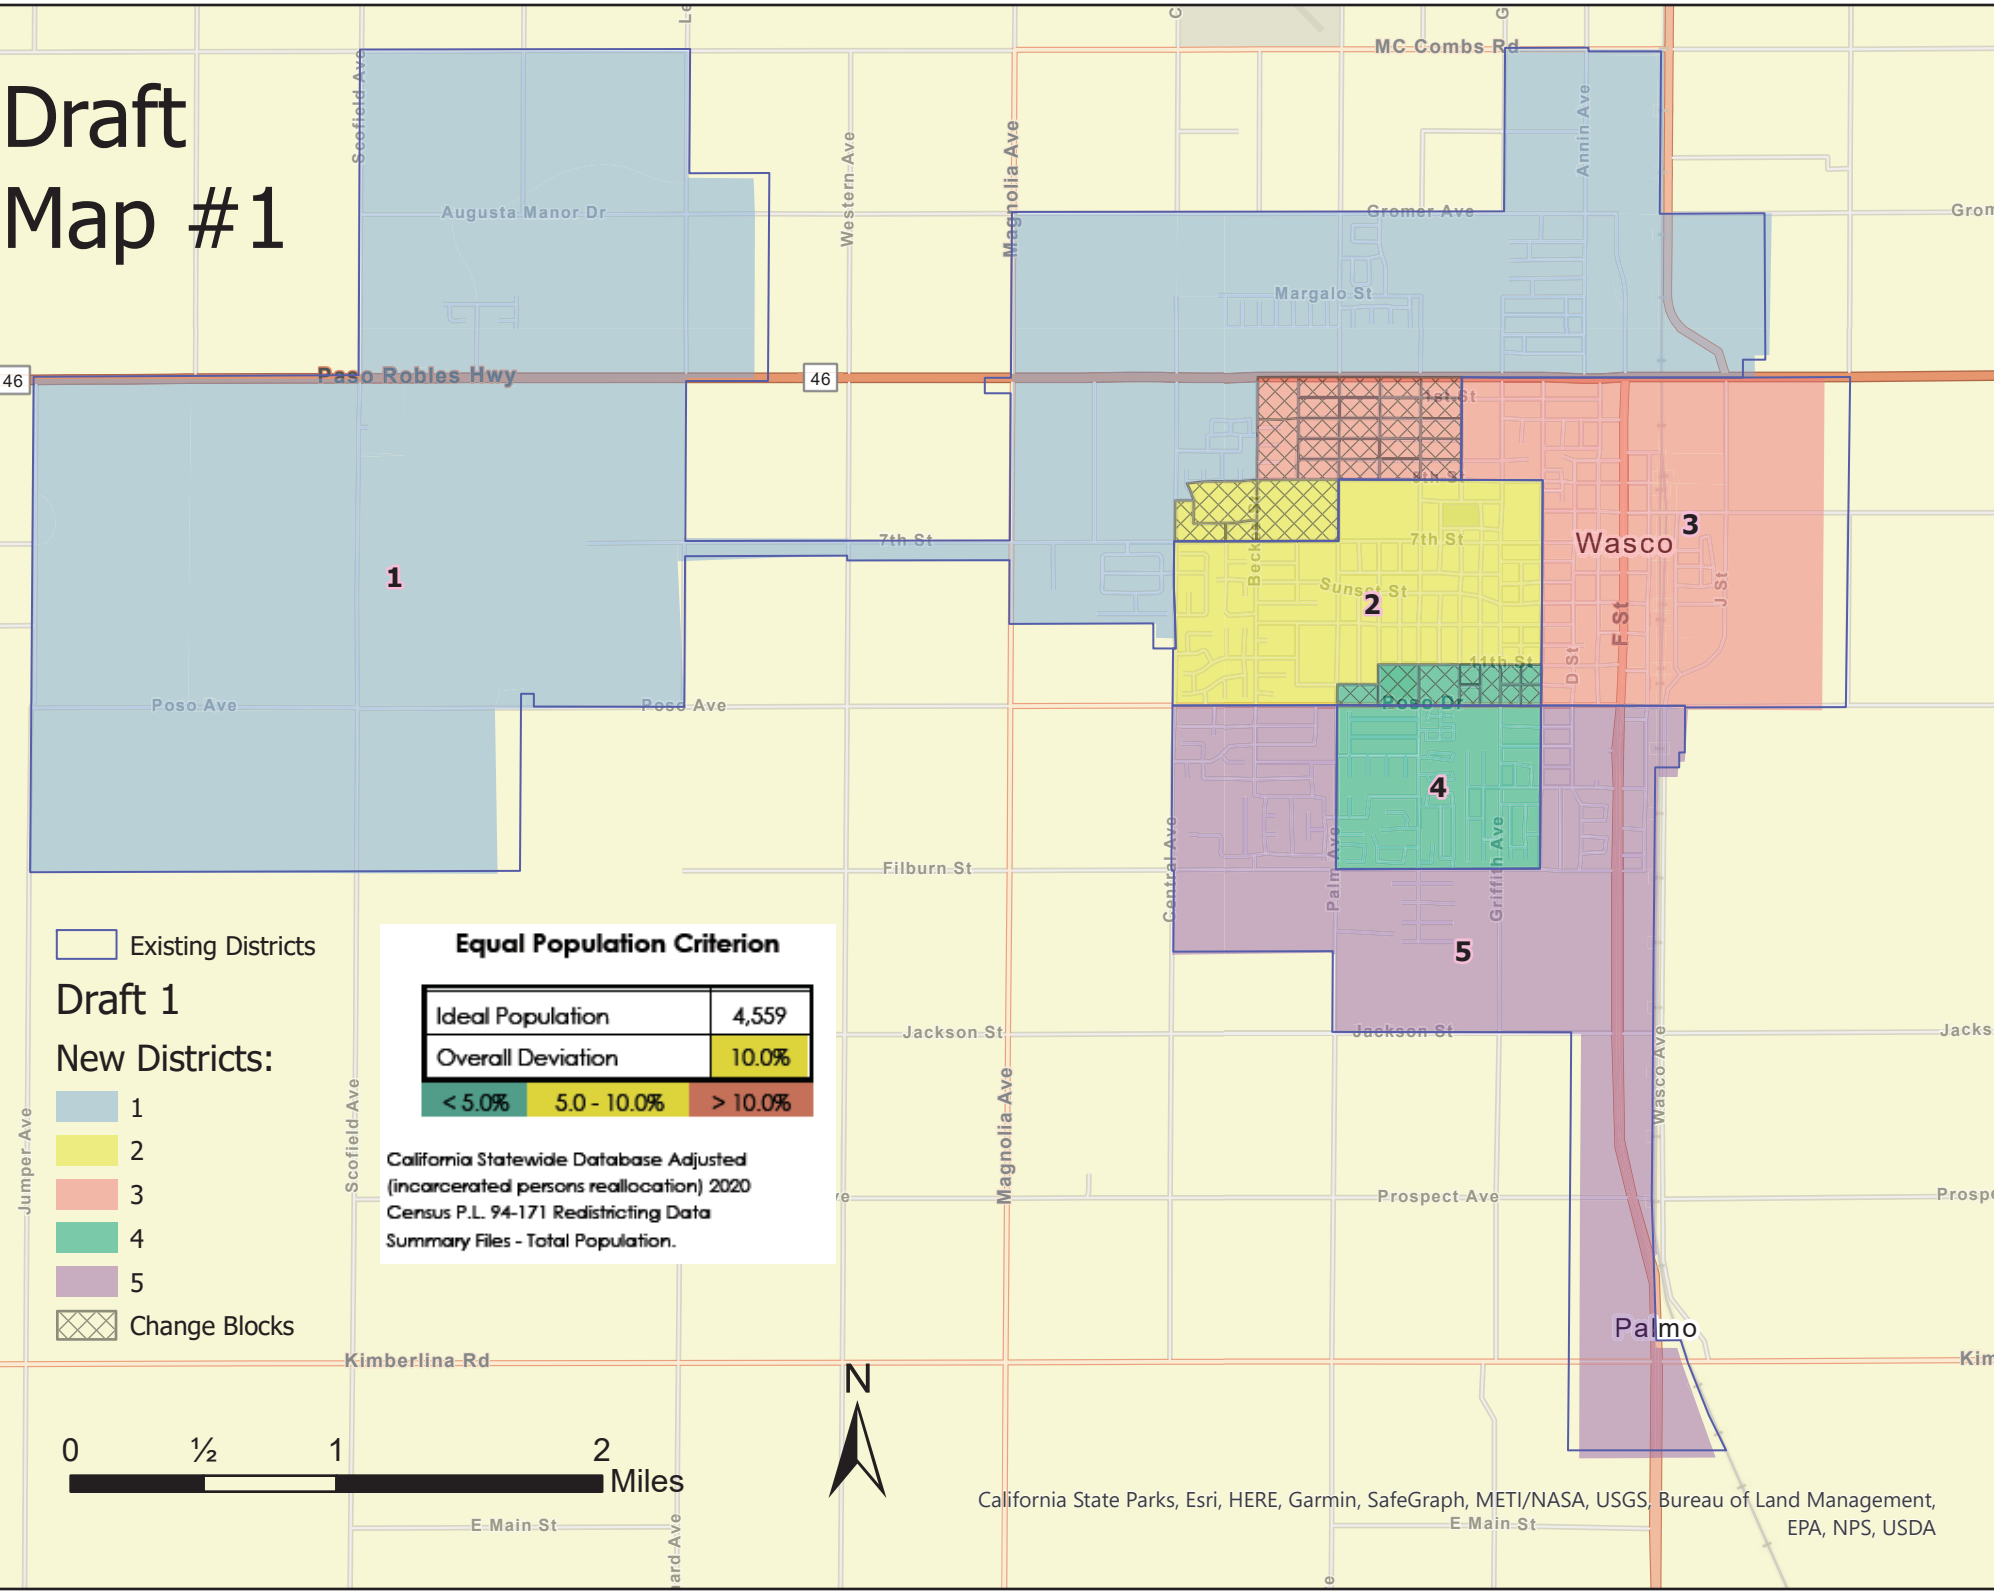 Draft
Map #1
MC Combs Rd
Scofield Ave
Western Ave
Magnolia Ave
Annin Ave
Augusta Manor Dr
Gromer Ave
Margalo St
46
Paso Robles Hwy
46
1st St
7th St
Becker St
7th St
Sunset St
2
Wasco
3
F St
J St
D St
1
11th St
Poso Ave
Poso Ave
Poso Dr
4
Central Ave
Palm Ave
Griffith Ave
Filburn St
5
Existing Districts
Draft 1
New Districts:
1
2
3
4
5
Change Blocks
Equal Population Criterion
Ideal Population 4,559
Overall Deviation 10.0%
< 5.0% 5.0 - 10.0% > 10.0%
California Statewide Database Adjusted
(incarcerated persons reallocation) 2020
Census P.L. 94-171 Redistricting Data
Summary Files - Total Population.
Jackson St
Jackson St
Wasco Ave
Jumper Ave
Scofield Ave
Magnolia Ave
Prospect Ave
Palmo
Kimberlina Rd
N
0 ½ 1 2
Miles
E Main St
E Main St
California State Parks, Esri, HERE, Garmin, SafeGraph, METI/NASA, USGS, Bureau of Land Management,
EPA, NPS, USDA